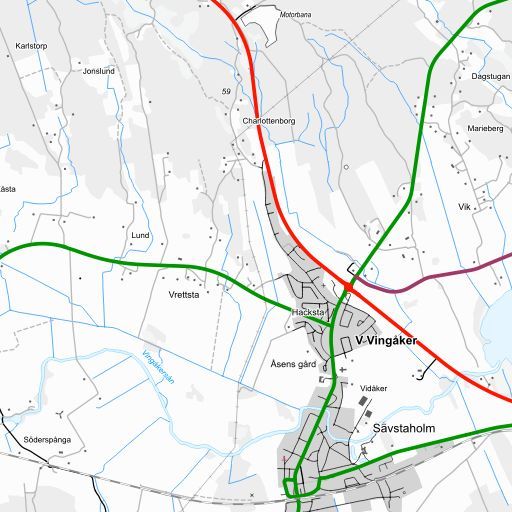 Motorbana
Karlstorp
Jonslund
Dagstugan
59
Charlottenborg
Marieberg
Vik
Lund
Vrettsta
Hacksta
V Vingåker
Vingåkersån
Åsens gård
Vidåker
Sävstaholm
Söderspånga